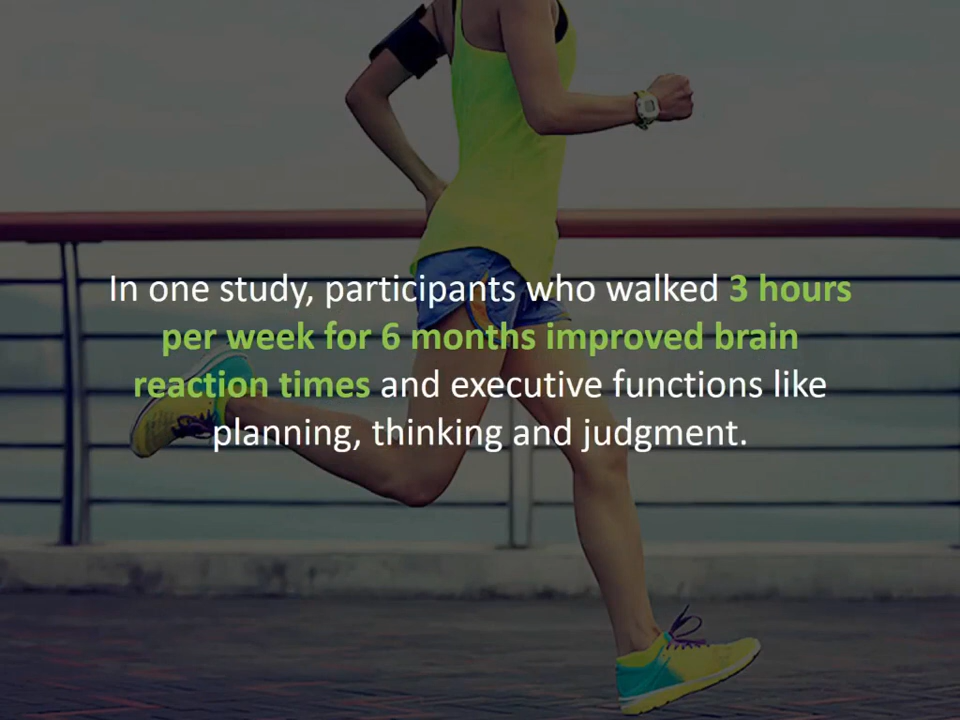 In one study, participants who walked 3 hours
per week for 6 months improved brain
reaction times and executive functions like
planning, thinking and judgment.